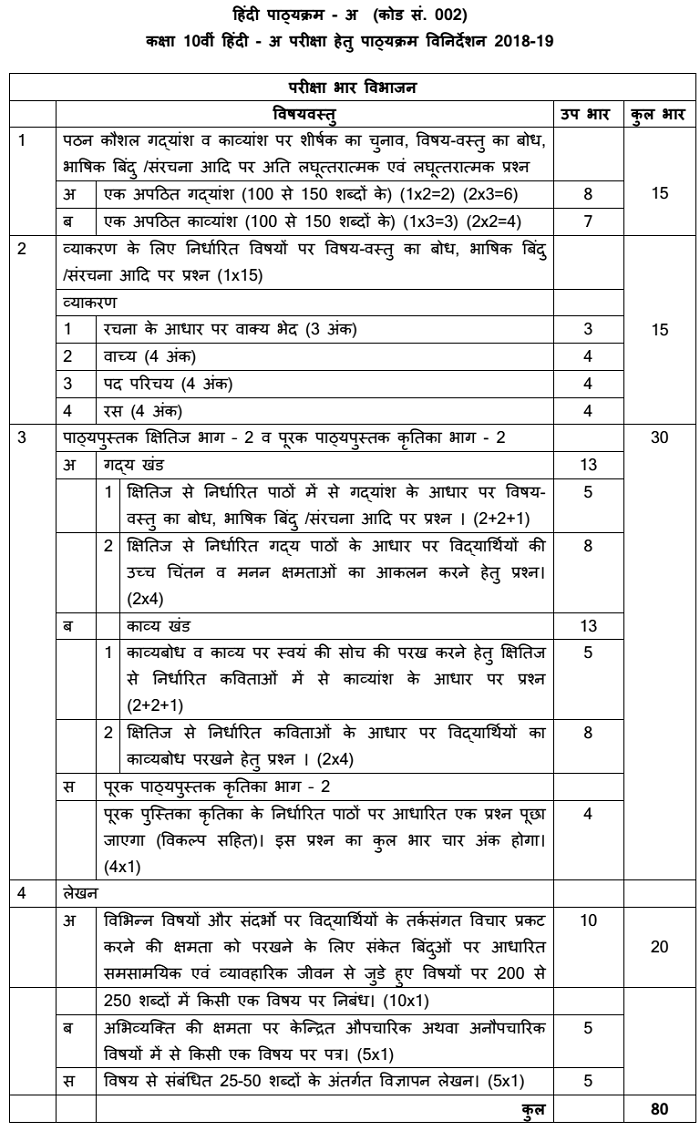 हिंदी पाठ्यक्रम - अ (कोड सं. 002)
कक्षा 10वीं हिंदी - अ परीक्षा हेतु पाठ्यक्रम विनिर्देशन 2018-19
परीक्षा भार विभाजन
विषयवस्तु उप भार कुल भार
1 पठन कौशल गद्यांश व काव्यांश पर शीर्षक का चुनाव, विषय-वस्तु का बोध,
भाषिक बिंदु /संरचना आदि पर अति लघूत्तरात्मक एवं लघूत्तरात्मक प्रश्न
अ एक अपठित गद्यांश (100 से 150 शब्दों के) (1x2=2) (2x3=6) 8 15
ब एक अपठित काव्यांश (100 से 150 शब्दों के) (1x3=3) (2x2=4) 7
2 व्याकरण के लिए निर्धारित विषयों पर विषय-वस्तु का बोध, भाषिक बिंदु
/संरचना आदि पर प्रश्न (1x15)
व्याकरण
1 रचना के आधार पर वाक्य भेद (3 अंक) 3 15
2 वाच्य (4 अंक) 4
3 पद परिचय (4 अंक) 4
4 रस (4 अंक) 4
3 पाठ्यपुस्तक क्षितिज भाग - 2 व पूरक पाठ्यपुस्तक कृतिका भाग - 2 30
अ गद्य खंड 13
1 क्षितिज से निर्धारित पाठों में से गद्यांश के आधार पर विषय- 5
वस्तु का बोध, भाषिक बिंदु /संरचना आदि पर प्रश्न । (2+2+1)
2 क्षितिज से निर्धारित गद्य पाठों के आधार पर विद्यार्थियों की 8
उच्च चिंतन व मनन क्षमताओं का आकलन करने हेतु प्रश्न।
(2x4)
ब काव्य खंड 13
1 काव्यबोध व काव्य पर स्वयं की सोच की परख करने हेतु क्षितिज 5
से निर्धारित कविताओं में से काव्यांश के आधार पर प्रश्न
(2+2+1)
2 क्षितिज से निर्धारित कविताओं के आधार पर विद्यार्थियों का 8
काव्यबोध परखने हेतु प्रश्न । (2x4)
स पूरक पाठ्यपुस्तक कृतिका भाग - 2
पूरक पुस्तिका कृतिका के निर्धारित पाठों पर आधारित एक प्रश्न पूछा 4
जाएगा (विकल्प सहित)। इस प्रश्न का कुल भार चार अंक होगा।
(4x1)
4 लेखन
अ विभिन्न विषयों और संदर्भो पर विद्यार्थियों के तर्कसंगत विचार प्रकट 10
करने की क्षमता को परखने के लिए संकेत बिंदुओं पर आधारित 20
समसामयिक एवं व्यावहारिक जीवन से जुडे हुए विषयों पर 200 से
250 शब्दों में किसी एक विषय पर निबंध। (10x1)
ब अभिव्यक्ति की क्षमता पर केन्द्रित औपचारिक अथवा अनौपचारिक 5
विषयों में से किसी एक विषय पर पत्र। (5x1)
स विषय से संबंधित 25-50 शब्दों के अंतर्गत विज्ञापन लेखन। (5x1) 5
कुल 80